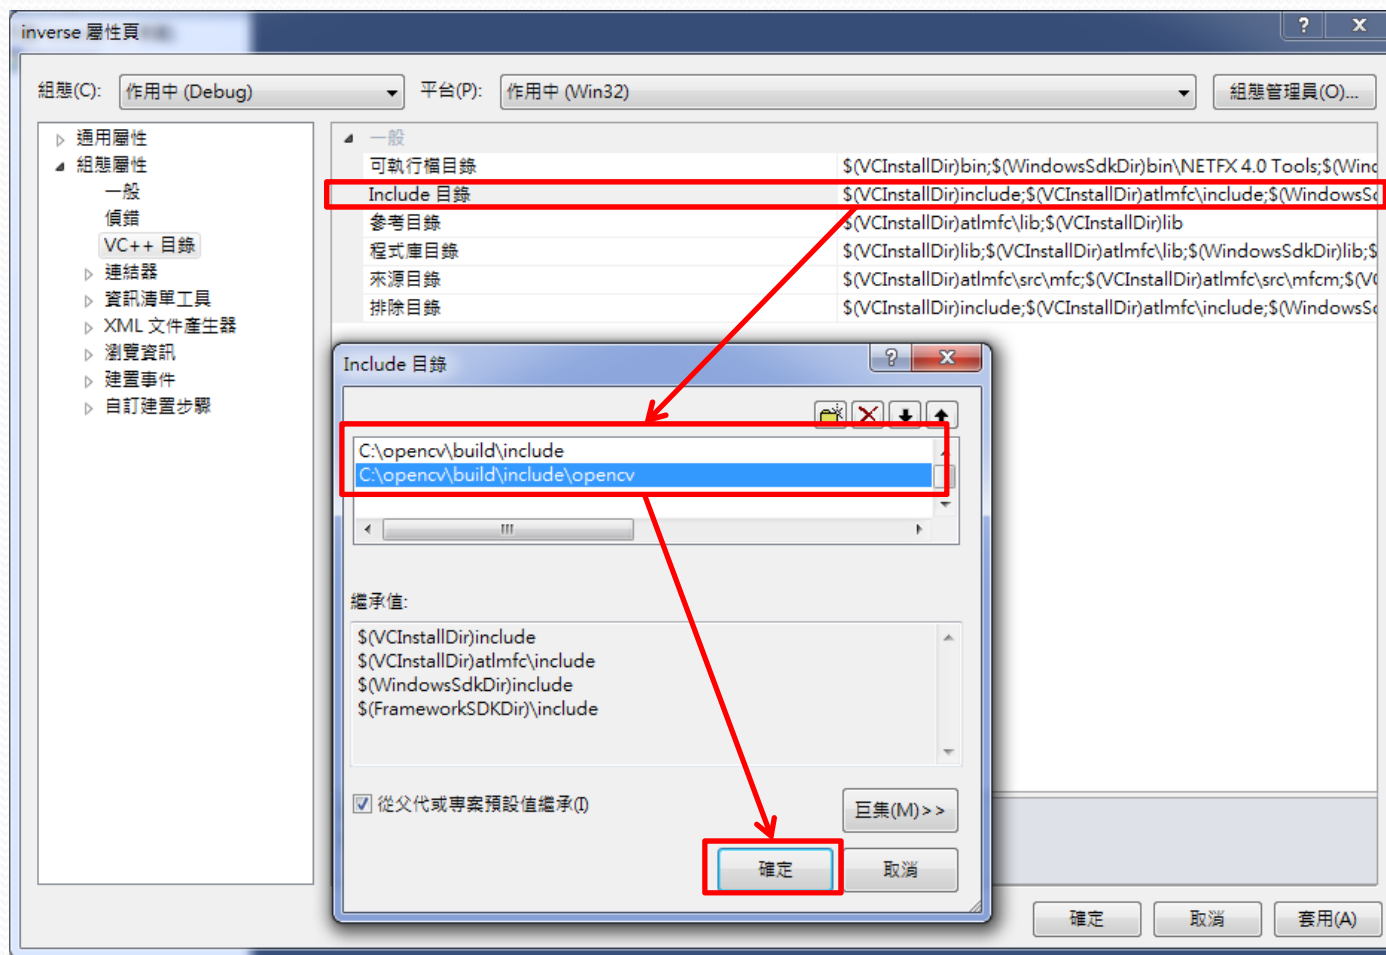 inverse 屬性頁
組態(C):
作用中 (Debug)
平台(P):
作用中 (Win32)
組態管理員(O)...
通用屬性
組態屬性
一般
偵錯
VC++ 目錄
連結器
資訊清單工具
XML 文件產生器
瀏覽資訊
建置事件
自訂建置步驟
一般
可執行檔目錄 $(VCInstallDir)bin;$(WindowsSdkDir)bin\NETFX 4.0 Tools;$(Wind
Include 目錄 $(VCInstallDir)include;$(VCInstallDir)atlmfc\include;$(WindowsSd
參考目錄 $(VCInstallDir)atlmfc\lib;$(VCInstallDir)lib
程式庫目錄 $(VCInstallDir)lib;$(VCInstallDir)atlmfc\lib;$(WindowsSdkDir)lib;$
來源目錄 $(VCInstallDir)atlmfc\src\mfc;$(VCInstallDir)atlmfc\src\mfcm;$(VC
排除目錄 $(VCInstallDir)include;$(VCInstallDir)atlmfc\include;$(WindowsSd
Include 目錄
C:\opencv\build\include
C:\opencv\build\include\opencv
繼承值:
$(VCInstallDir)include
$(VCInstallDir)atlmfc\include
$(WindowsSdkDir)include
$(FrameworkSDKDir)\include
從父代或專案預設值繼承(I)
巨集(M)>>
確定
取消
確定
取消
套用(A)